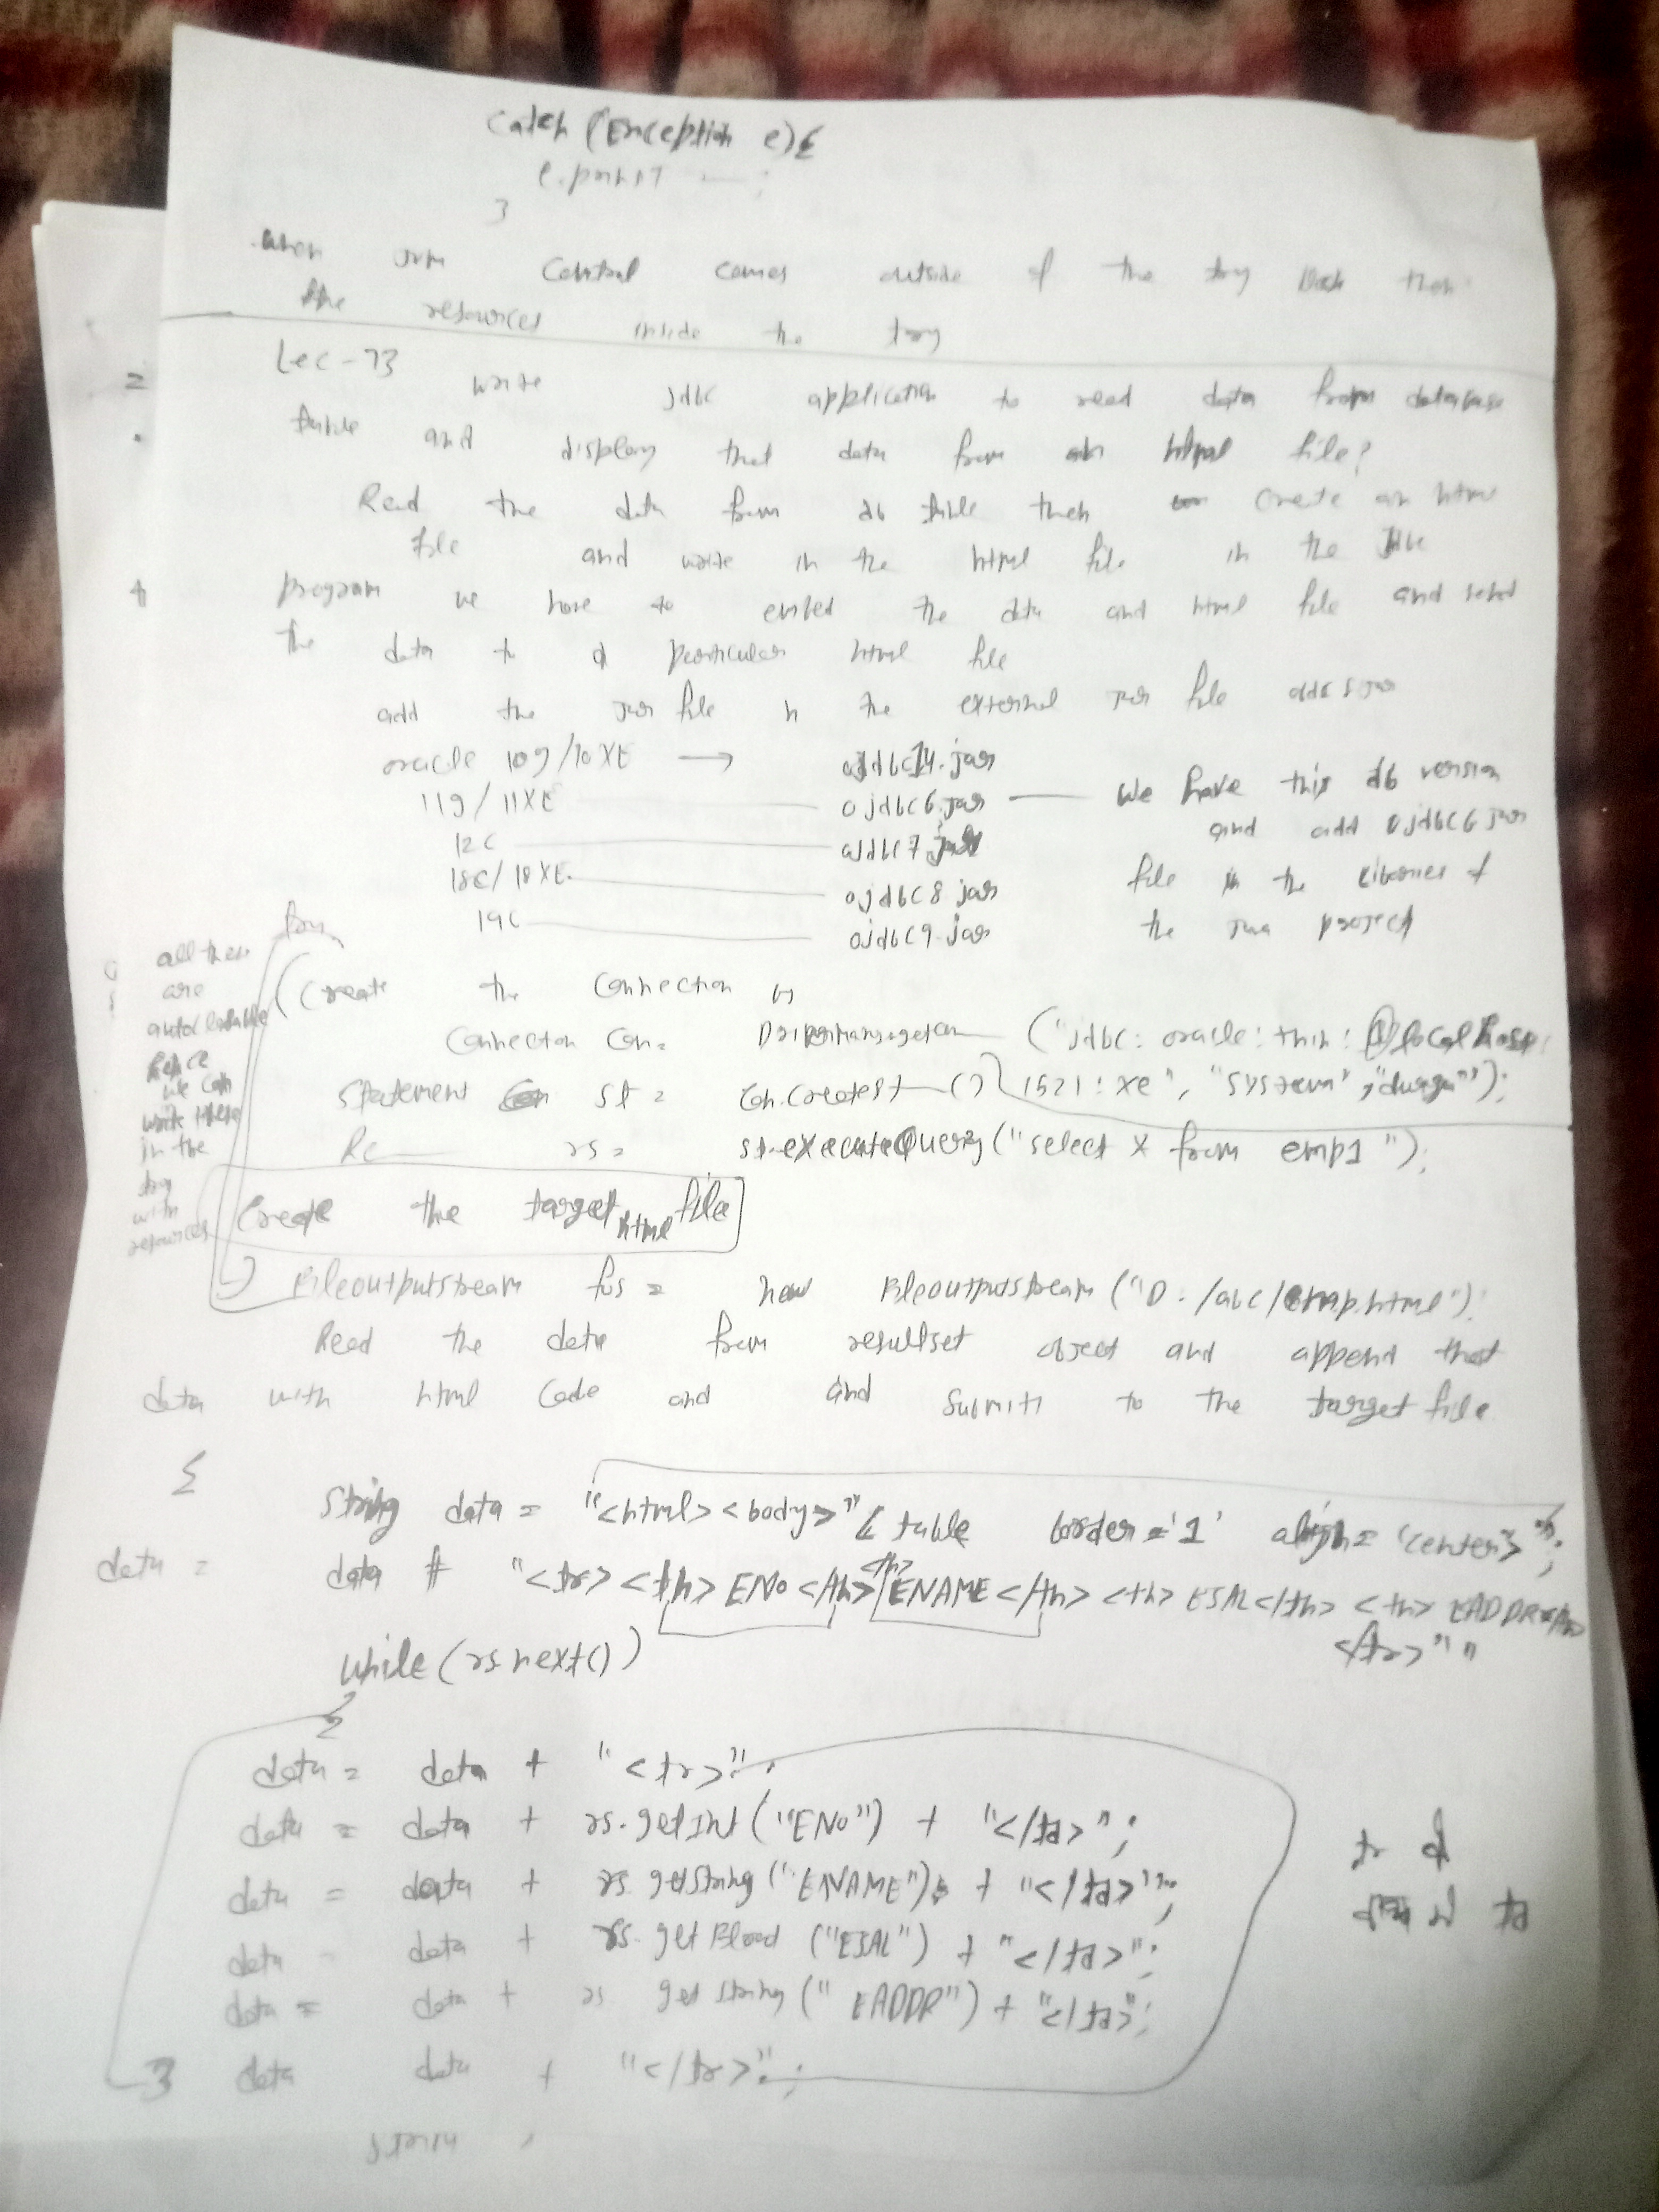 catch (Exception e){
e.print
}
when Jvm control comes outside of the try block then
the resources inside the try
Lec-73
write jdbc application to read data from database
table and display that data from an html file?
Read the data from db table then create an html
file and write in the html file in the Jdbc
program we have to embed the data and html file and send
the data to a particular html file
add the jar file in the external jar file
oracle 10g/10XE → ojdbc14.jar
11g/11XE ojdbc6.jar — We have this db version
and add ojdbc6 jar
12C ojdbc7.jar
18C/18XE. ojdbc8 jar file in the libraries of
19C ojdbc9.jar the Java project
try
all these
are
autoclosable
hence
we can
write these
in the
try
with
resources
(create the connection
Connection con= DriverManager.getCon ("jdbc: oracle: thin: @localhost:
1521: xe", "system", "durga");
Statement st = con.createst ()
Re rs = st.executeQuery("select * from emp1");
Create the target html file
) Fileoutputstream fos = new Fileoutputstream ("D:/abc/emp.html");
Read the data from resultset object and append that
data with html code and and submit to the target file
{
String data = "<html><body>"< table border='1' align='center'>";
data = data + "<tr><th> ENO </th><th>ENAME</th> <th> ESAL</th> <th> EADDR</th>
</tr>""
while(rs next())
{
data = data + "<tr>";
data = data + rs.getInt("ENO") + "</td>";
data = data + rs getString("ENAME") + "</td>";
data = data + rs. get Float ("ESAL") + "</td>";
data = data + rs get String (" EADDR") + "</td>";
} data data + "</tr>";
tr d
td